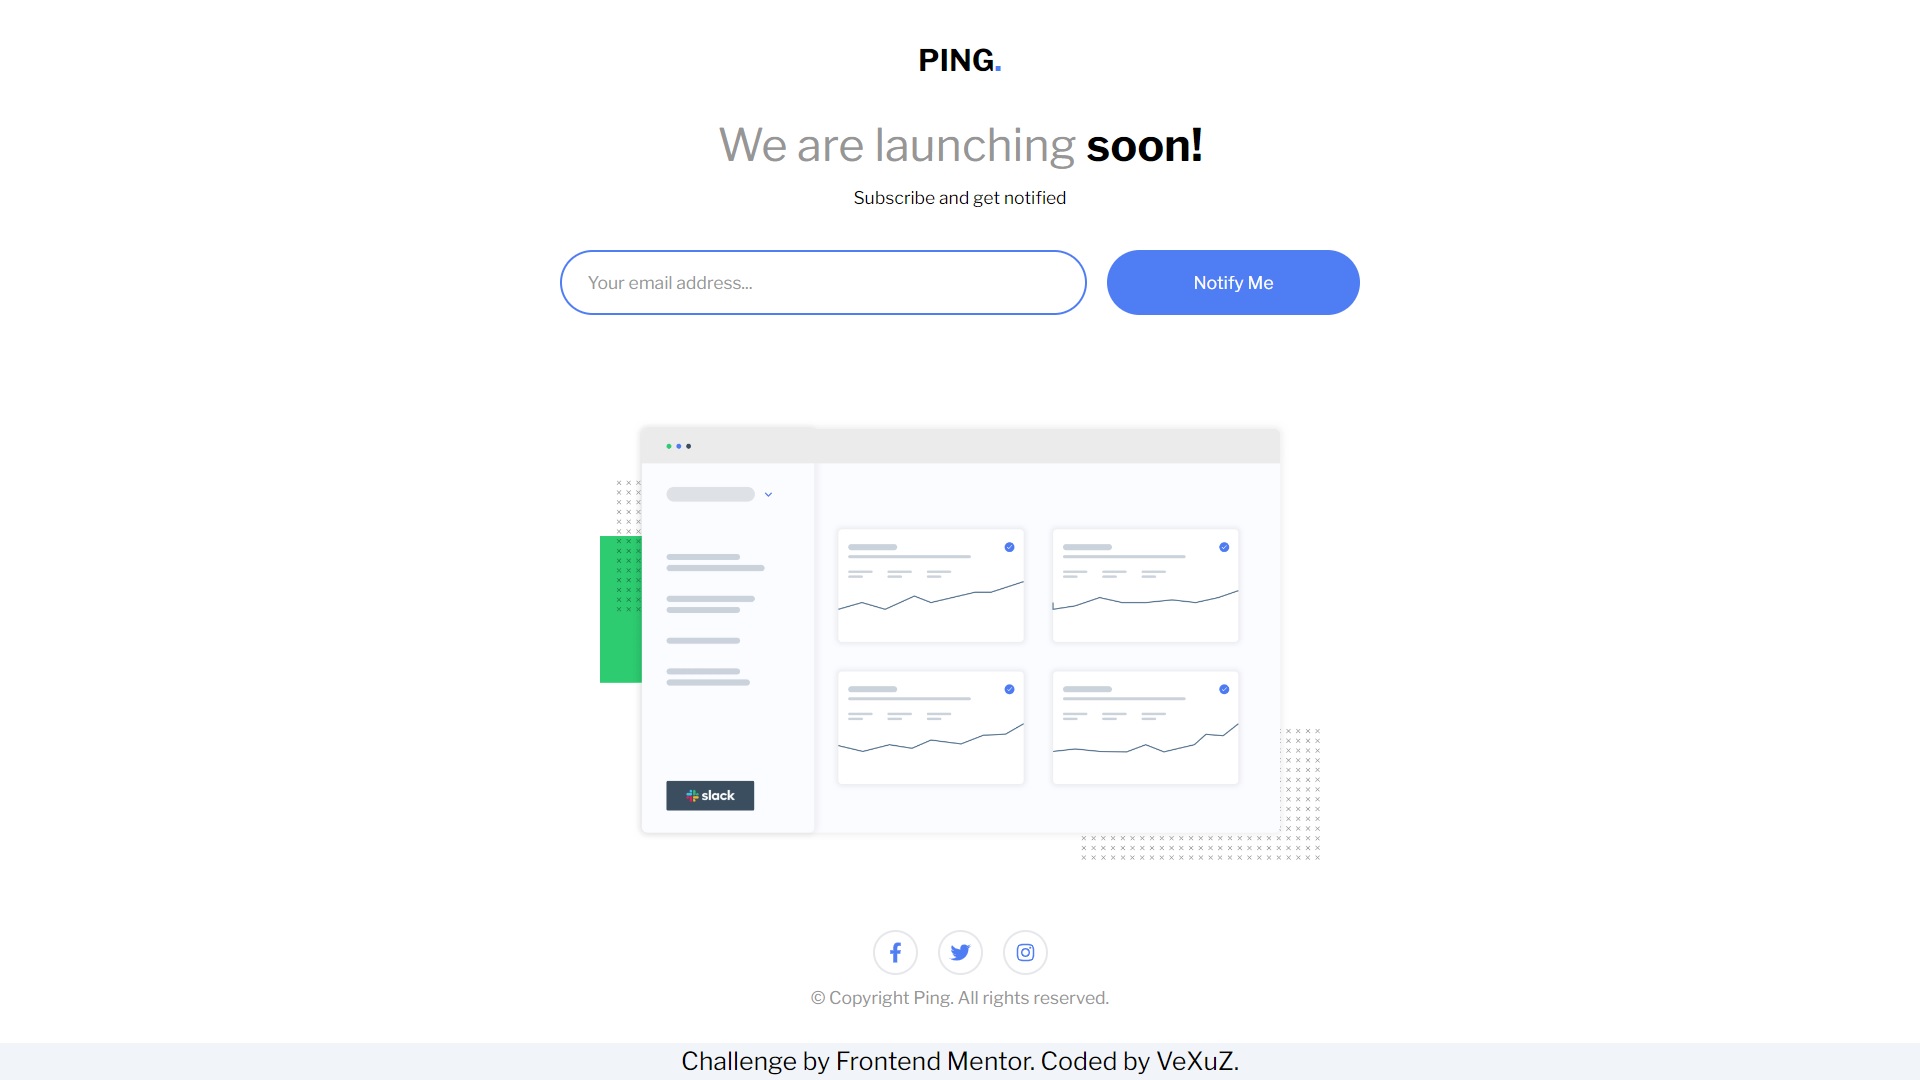 PING.
We are launching soon!
Subscribe and get notified
Your email address...
Notify Me
slack
© Copyright Ping. All rights reserved.
Challenge by Frontend Mentor. Coded by VeXuZ.